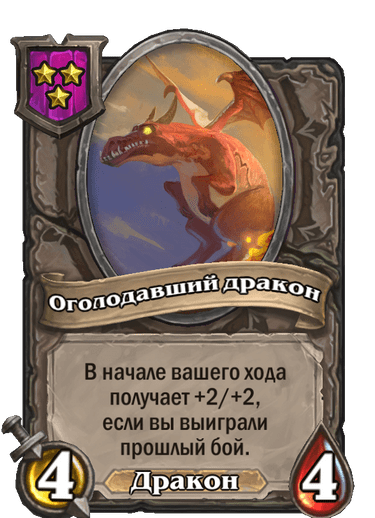 Оголодавший дракон
В начале вашего хода
получает +2/+2,
если вы выиграли
прошлый бой.
4
Дракон
4